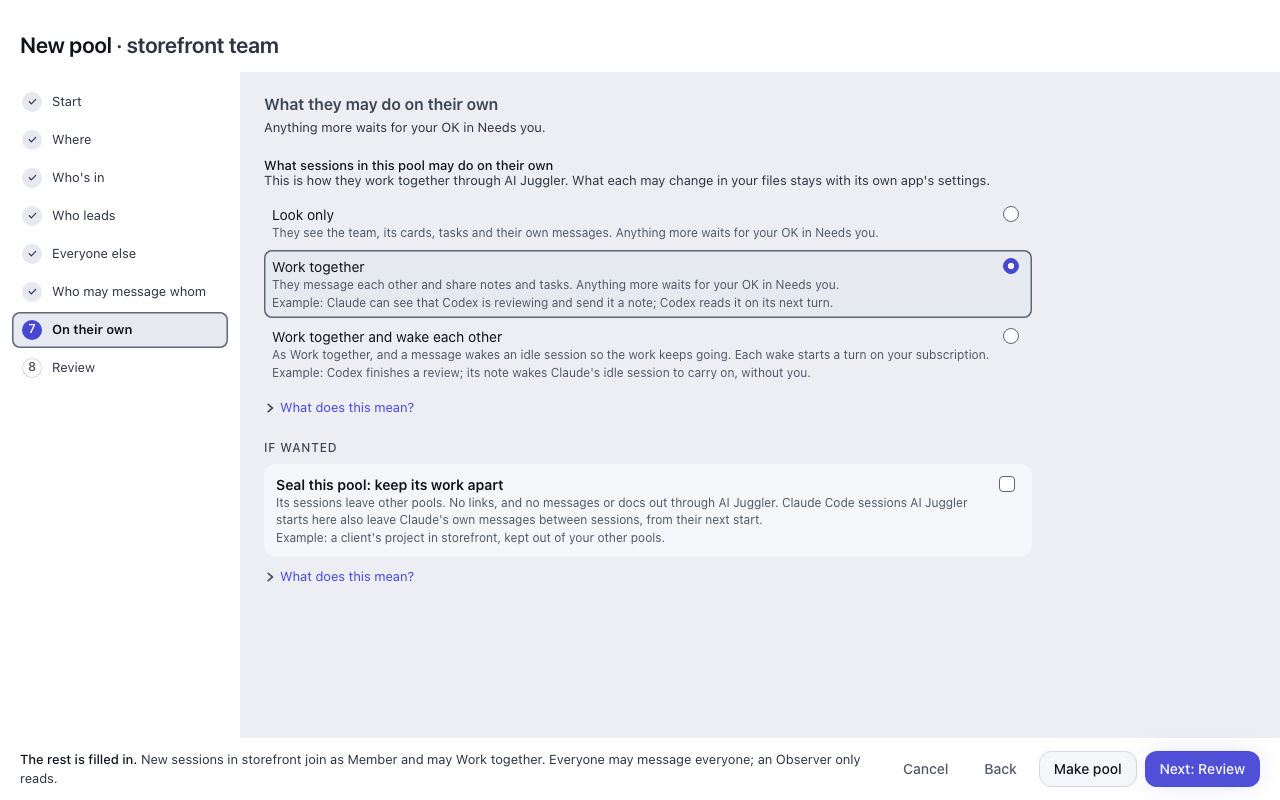 New pool · storefront team
Start
Where
Who's in
Who leads
Everyone else
Who may message whom
7 On their own
8 Review
What they may do on their own
Anything more waits for your OK in Needs you.
What sessions in this pool may do on their own
This is how they work together through AI Juggler. What each may change in your files stays with its own app's settings.
Look only
They see the team, its cards, tasks and their own messages. Anything more waits for your OK in Needs you.
Work together
They message each other and share notes and tasks. Anything more waits for your OK in Needs you.
Example: Claude can see that Codex is reviewing and send it a note; Codex reads it on its next turn.
Work together and wake each other
As Work together, and a message wakes an idle session so the work keeps going. Each wake starts a turn on your subscription.
Example: Codex finishes a review; its note wakes Claude's idle session to carry on, without you.
What does this mean?
IF WANTED
Seal this pool: keep its work apart
Its sessions leave other pools. No links, and no messages or docs out through AI Juggler. Claude Code sessions AI Juggler
starts here also leave Claude's own messages between sessions, from their next start.
Example: a client's project in storefront, kept out of your other pools.
What does this mean?
The rest is filled in. New sessions in storefront join as Member and may Work together. Everyone may message everyone; an Observer only
reads.
Cancel
Back
Make pool
Next: Review